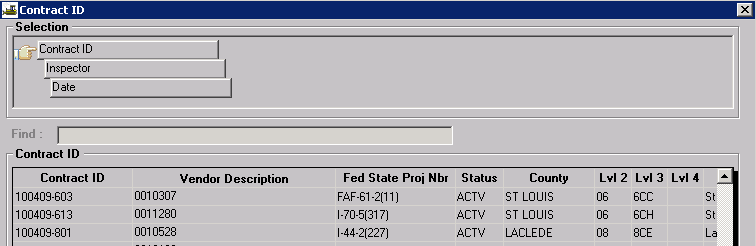 Contract ID
Selection
Contract ID
Inspector
Date
Find :
Contract ID
Contract ID Vendor Description Fed State Proj Nbr Status County Lvl 2 Lvl 3 Lvl 4
100409-603 0010307 FAF-61-2(11) ACTV ST LOUIS 06 6CC St
100409-613 0011280 I-70-5(317) ACTV ST LOUIS 06 6CH St
100409-801 0010528 I-44-2(227) ACTV LACLEDE 08 8CE La